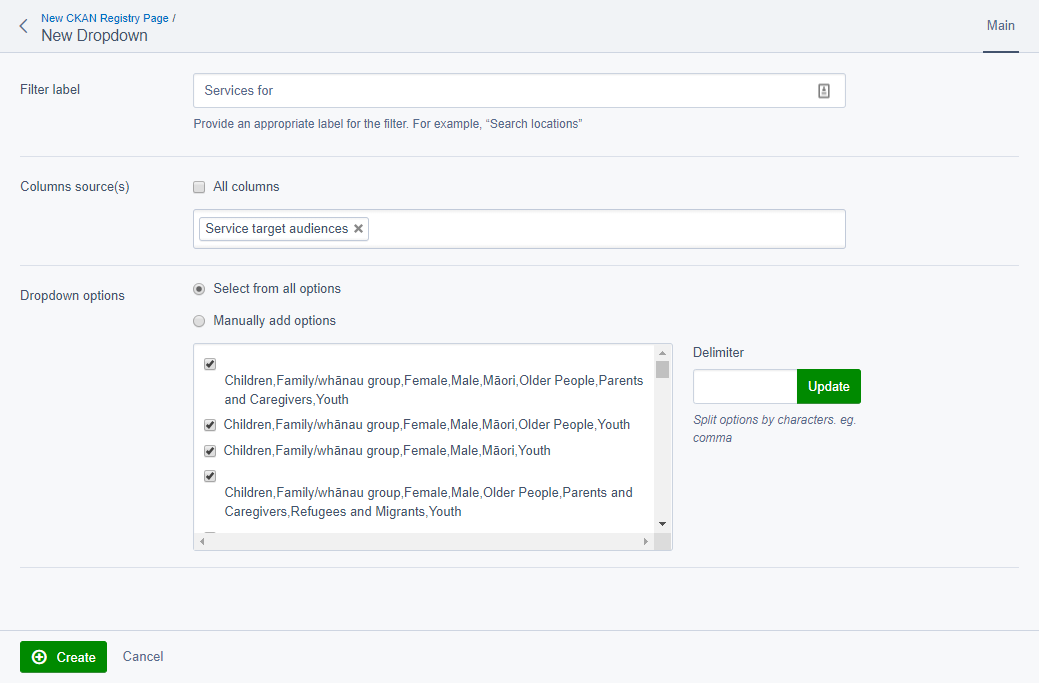 New CKAN Registry Page /
New Dropdown
Main
Filter label
Services for
Provide an appropriate label for the filter. For example, “Search locations”
Columns source(s)
All columns
Service target audiences
Dropdown options
Select from all options
Manually add options
Children,Family/whānau group,Female,Male,Māori,Older People,Parents
and Caregivers,Youth
Children,Family/whānau group,Female,Male,Māori,Older People,Youth
Children,Family/whānau group,Female,Male,Māori,Youth
Children,Family/whānau group,Female,Male,Older People,Parents and
Caregivers,Refugees and Migrants,Youth
Delimiter
Update
Split options by characters. eg.
comma
Create
Cancel